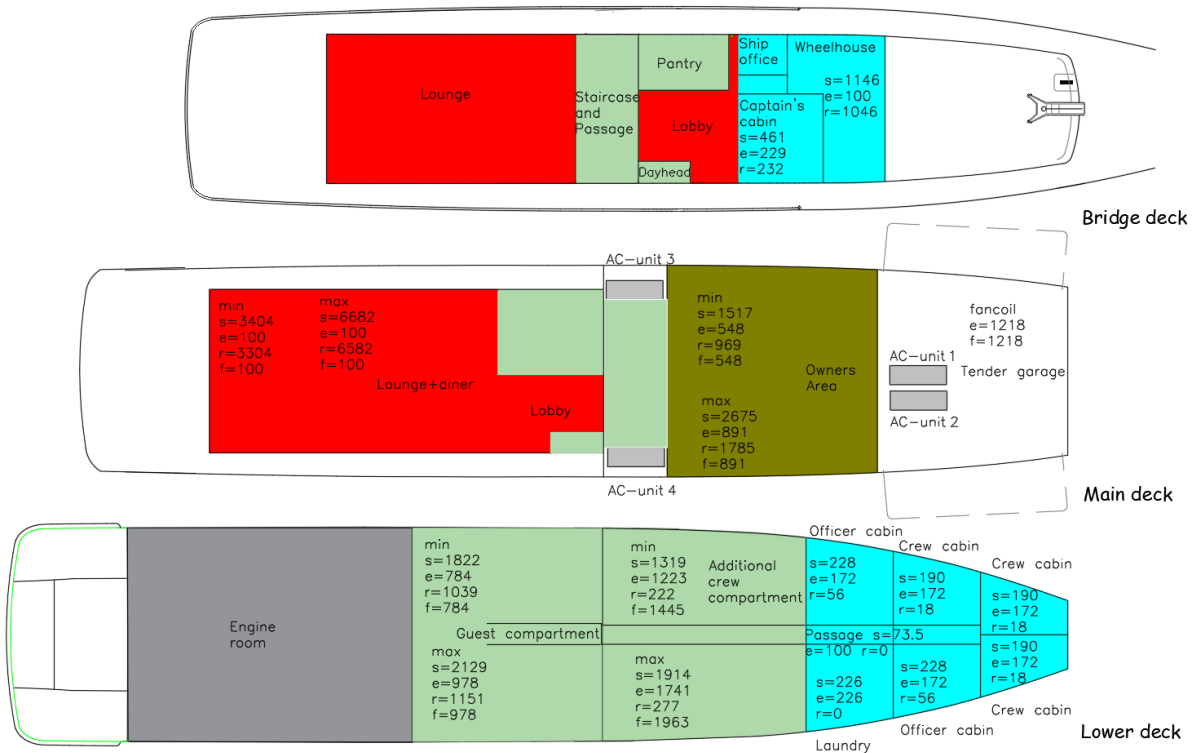 Lounge
Staircase
and
Passage
Pantry
Lobby
Dayhead
Ship
office
Wheelhouse
s=1146
e=100
r=1046
Captain's
cabin
s=461
e=229
r=232
Bridge deck
AC-unit 3
min
s=3404
e=100
r=3304
f=100
max
s=6682
e=100
r=6582
f=100
Lounge+diner
Lobby
min
s=1517
e=548
r=969
f=548
Owners
Area
max
s=2675
e=891
r=1785
f=891
fancoil
e=1218
f=1218
AC-unit 1
Tender garage
AC-unit 2
AC-unit 4
Main deck
Engine
room
min
s=1822
e=784
r=1039
f=784
Guest compartment
max
s=2129
e=978
r=1151
f=978
min
s=1319
e=1223
r=222
f=1445
Additional
crew
compartment
max
s=1914
e=1741
r=277
f=1963
Officer cabin
s=228
e=172
r=56
Crew cabin
s=190
e=172
r=18
Crew cabin
s=190
e=172
r=18
Passage s=73.5
e=100 r=0
s=226
e=226
r=0
Laundry
s=228
e=172
r=56
Officer cabin
s=190
e=172
r=18
Crew cabin
Lower deck